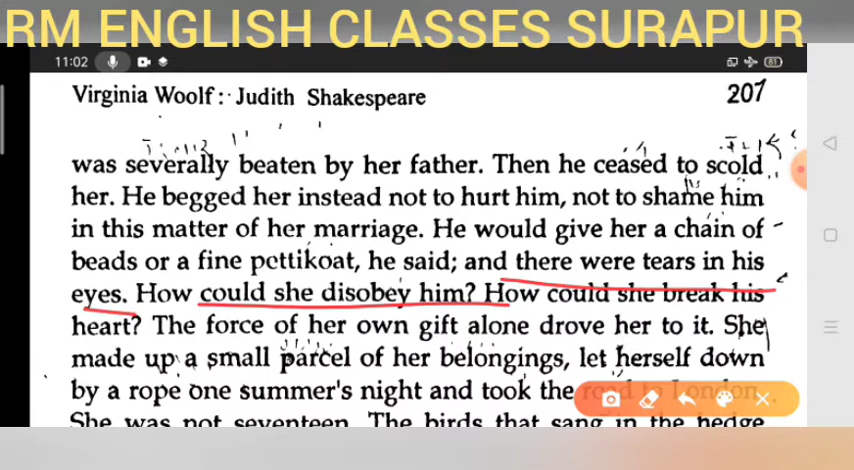 RM ENGLISH CLASSES SURAPUR
11:02
81
Virginia Woolf: Judith Shakespeare 207
was severally beaten by her father. Then he ceased to scold
her. He begged her instead not to hurt him, not to shame him
in this matter of her marriage. He would give her a chain of
beads or a fine pettikoat, he said; and there were tears in his
eyes. How could she disobey him? How could she break his
heart? The force of her own gift alone drove her to it. She
made up a small parcel of her belongings, let herself down
by a rope one summer's night and took the road to London.
She was not seventeen. The birds that sang in the hedge